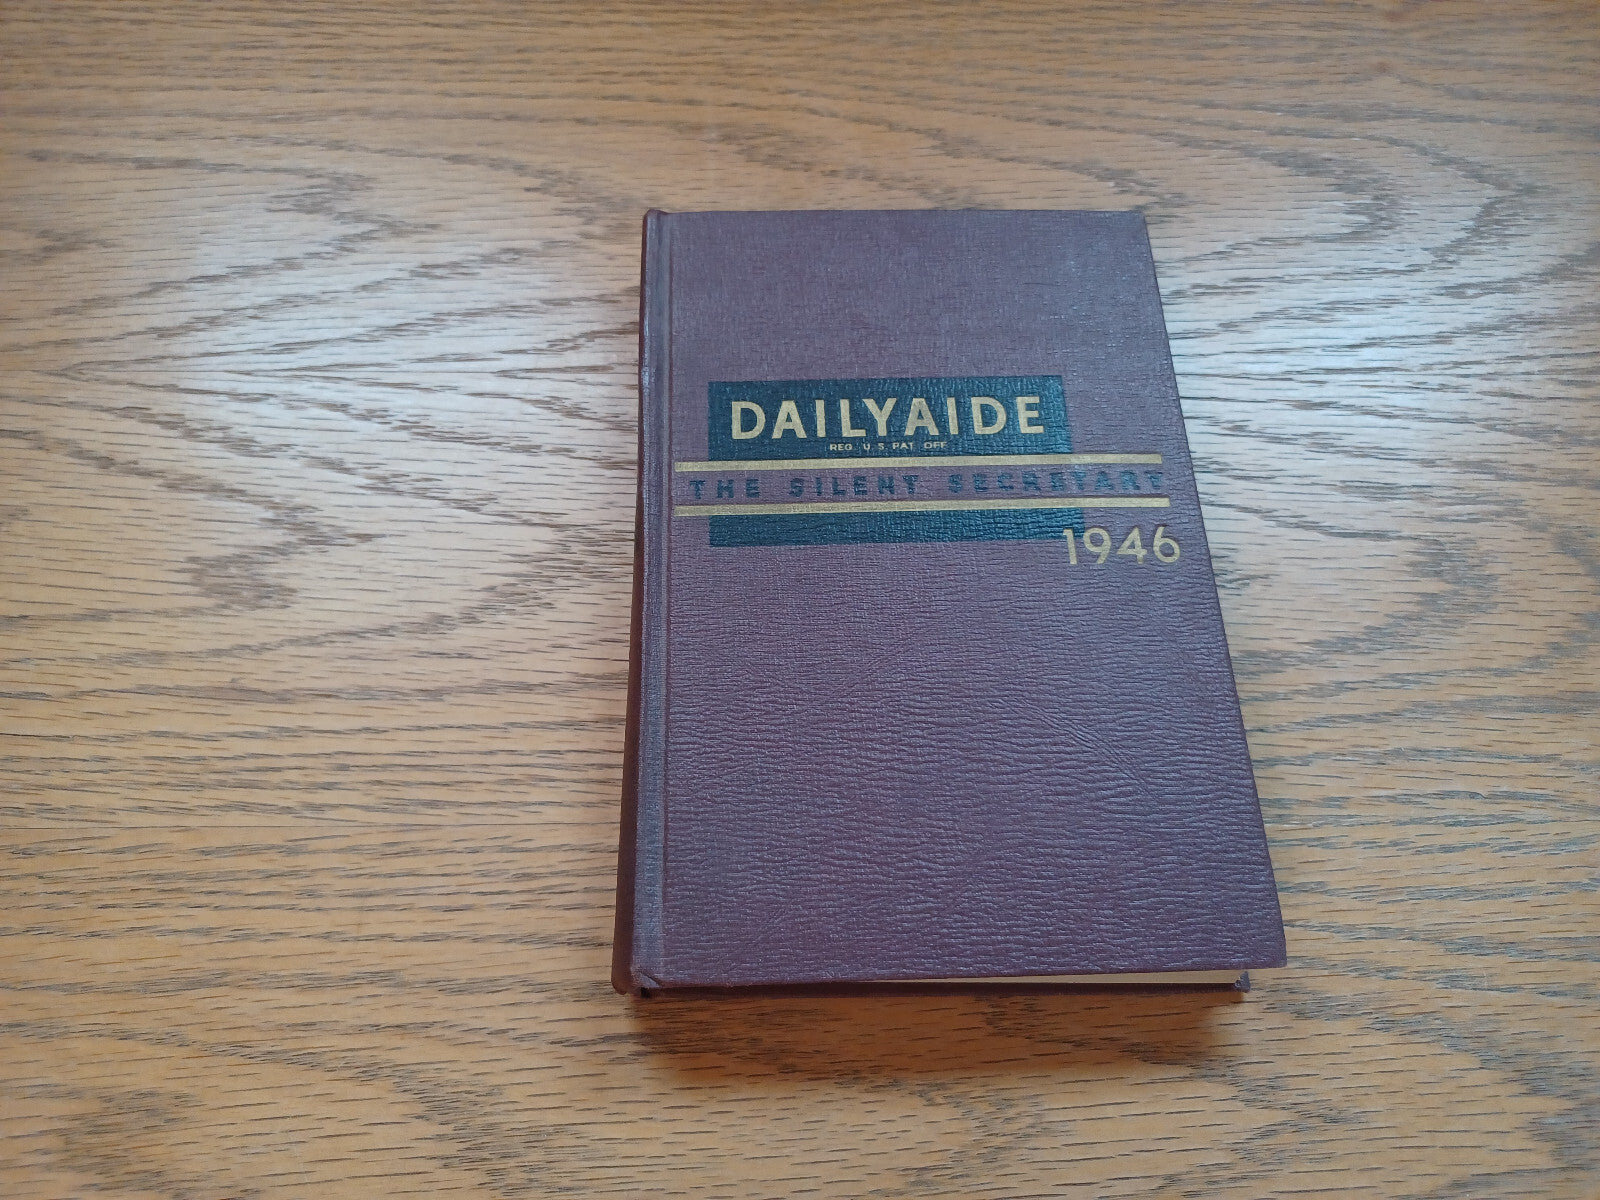 DAILYAIDE
REG. U.S. PAT. OFF.
THE SILENT SECRETARY
1946